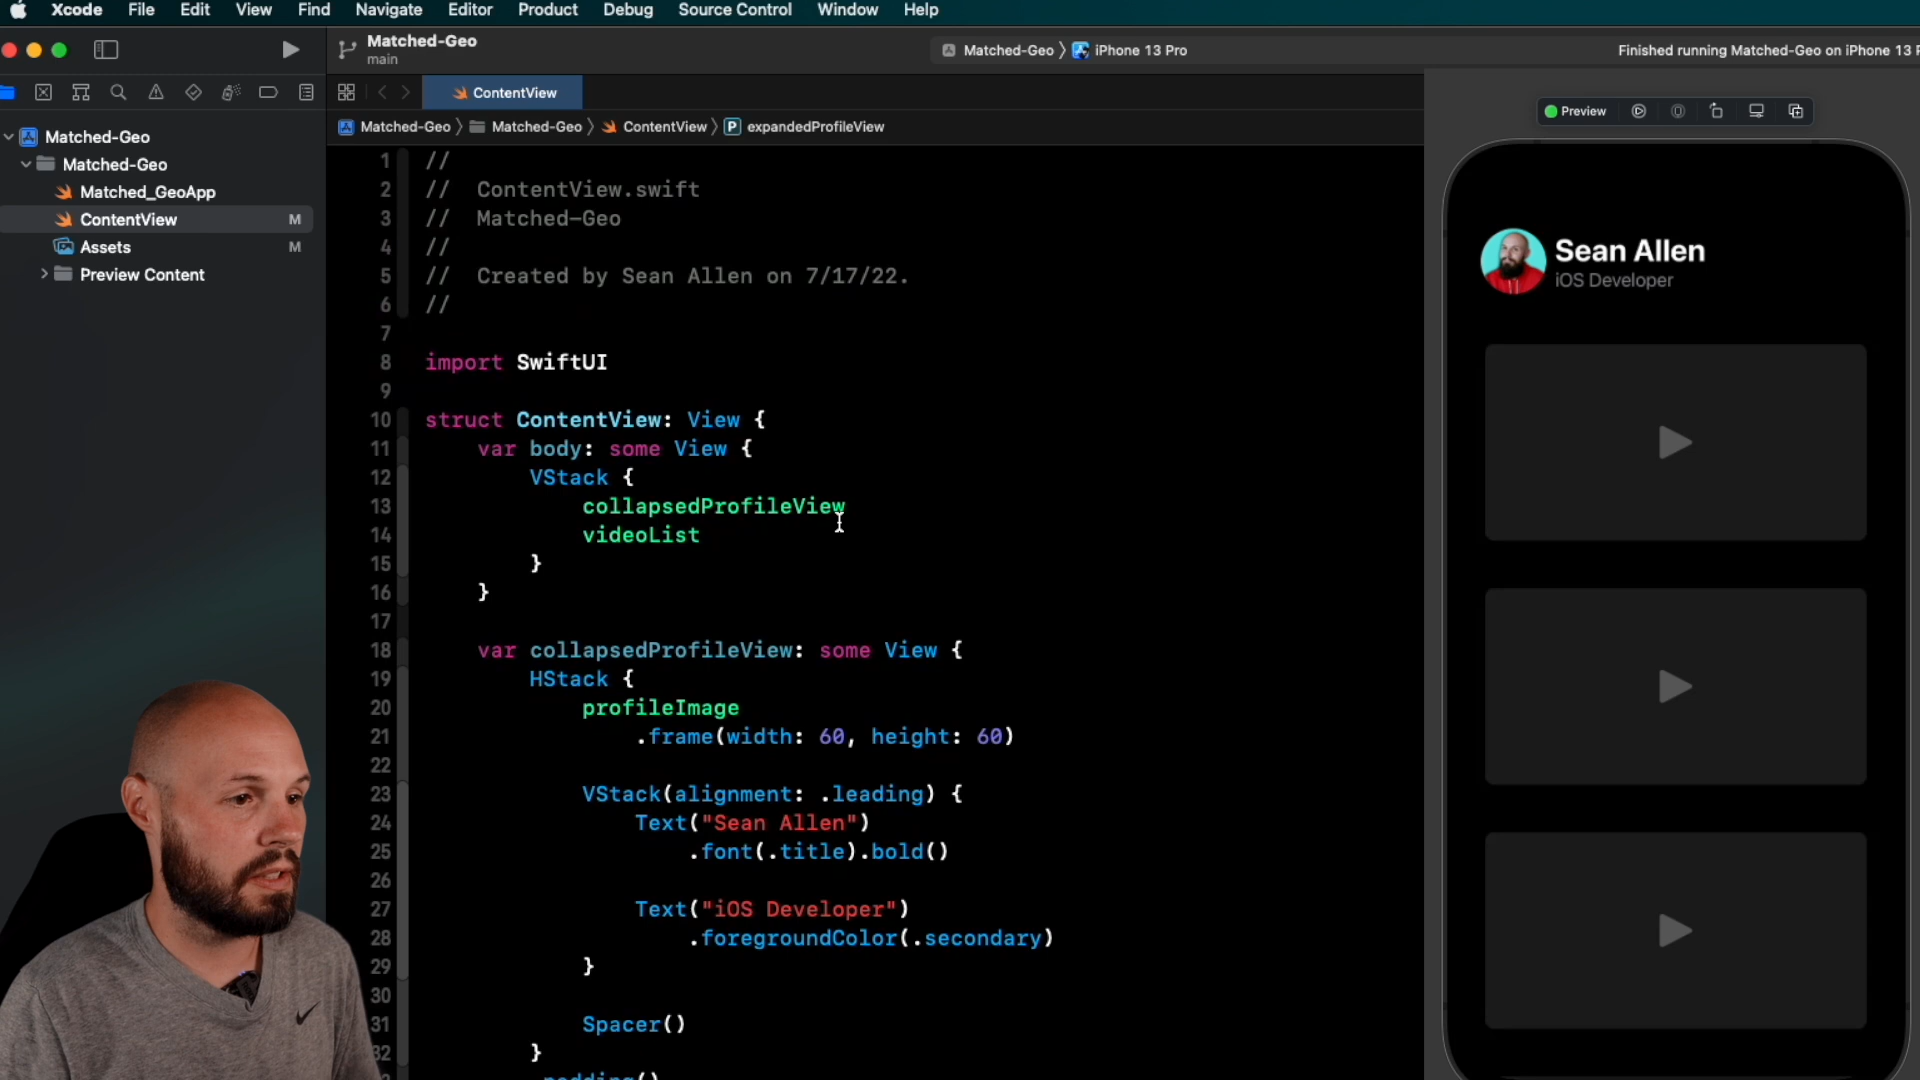 Xcode File Edit View Find Navigate Editor Product Debug Source Control Window Help
Matched-Geo
main
Matched-Geo iPhone 13 Pro
Finished running Matched-Geo on iPhone 13
ContentView
Matched-Geo Matched-Geo ContentView P expandedProfileView
Matched-Geo
Matched-Geo
Matched_GeoApp
ContentView M
Assets M
Preview Content
1 //
2 // ContentView.swift
3 // Matched-Geo
4 //
5 // Created by Sean Allen on 7/17/22.
6 //
7
8 import SwiftUI
9
10 struct ContentView: View {
11 var body: some View {
12 VStack {
13 collapsedProfileView
14 videoList
15 }
16 }
17
18 var collapsedProfileView: some View {
19 HStack {
20 profileImage
21 .frame(width: 60, height: 60)
22
23 VStack(alignment: .leading) {
24 Text("Sean Allen")
25 .font(.title).bold()
26
27 Text("iOS Developer")
28 .foregroundColor(.secondary)
29 }
30
31 Spacer()
32 }
.padding()
Preview
Sean Allen
iOS Developer